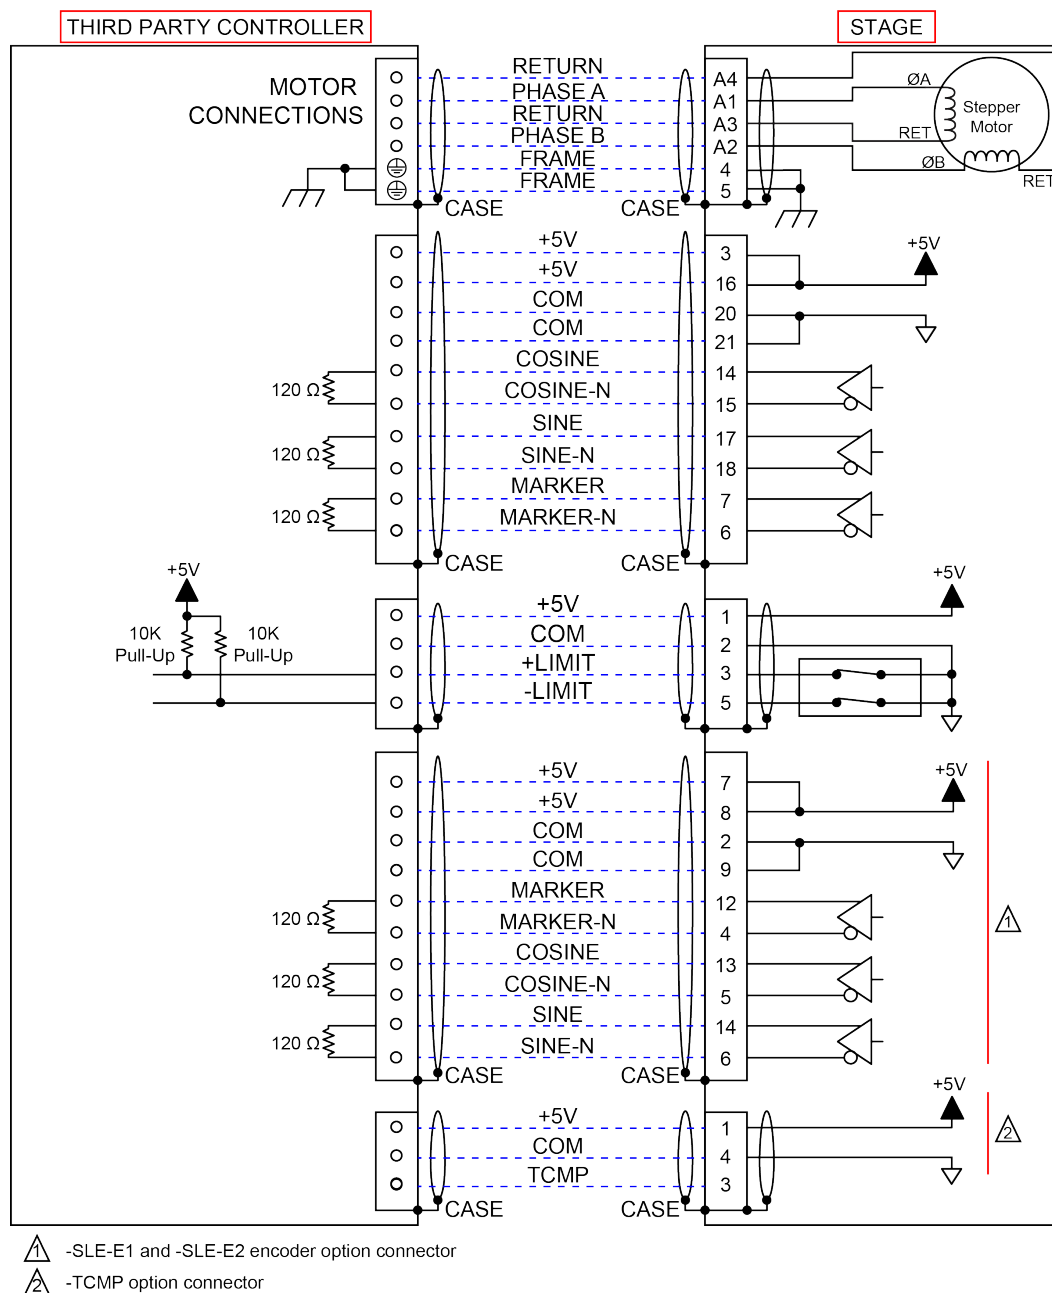 THIRD PARTY CONTROLLER
STAGE
MOTOR
CONNECTIONS
RETURN
A4
PHASE A
A1
RETURN
A3
PHASE B
A2
FRAME
4
FRAME
5
CASE
CASE
ØA
Stepper
Motor
RET
ØB
RET
+5V
3
+5V
+5V
16
COM
20
COM
21
COSINE
14
120 Ω
COSINE-N
15
SINE
17
120 Ω
SINE-N
18
MARKER
7
120 Ω
MARKER-N
6
CASE
CASE
+5V
+5V
10K
Pull-Up
10K
Pull-Up
+5V
1
COM
2
+LIMIT
3
-LIMIT
5
+5V
7
+5V
+5V
8
COM
2
COM
9
MARKER
12
120 Ω
MARKER-N
4
1
COSINE
13
120 Ω
COSINE-N
5
SINE
14
120 Ω
SINE-N
6
CASE
CASE
+5V
+5V
1
COM
4
TCMP
3
2
CASE
CASE
1 -SLE-E1 and -SLE-E2 encoder option connector
2 -TCMP option connector